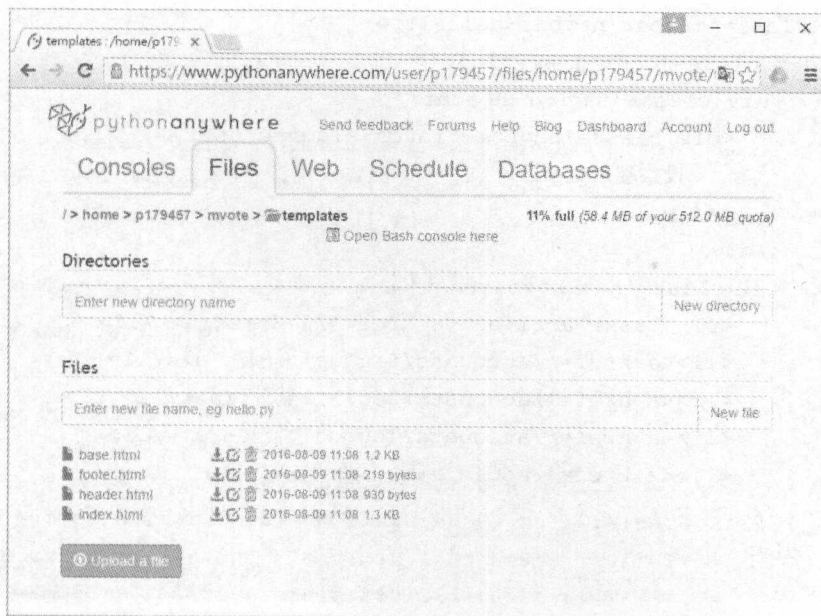 templates : /home/p179
https://www.pythonanywhere.com/user/p179457/files/home/p179457/mvote/
pythonanywhere Send feedback Forums Help Blog Dashboard Account Log out
Consoles Files Web Schedule Databases
/ > home > p179457 > mvote > templates 11% full (58.4 MB of your 512.0 MB quota)
Open Bash console here
Directories
Enter new directory name New directory
Files
Enter new file name, eg hello.py New file
base.html 2016-08-09 11:08 1.2 KB
footer.html 2016-08-09 11:08 218 bytes
header.html 2016-08-09 11:08 930 bytes
index.html 2016-08-09 11:08 1.3 KB
Upload a file